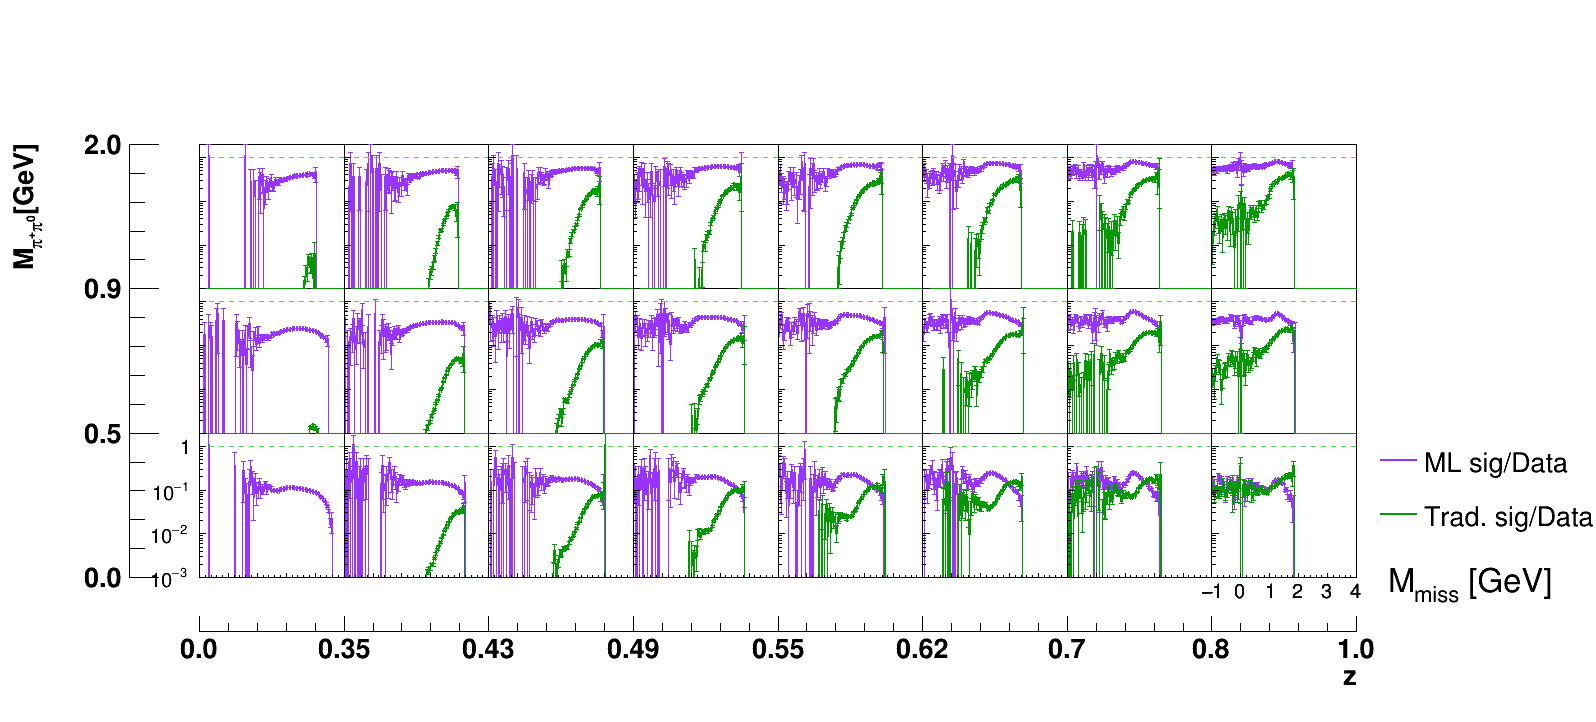 M π⁺π⁰ [GeV]
2.0
0.9
0.5
0.0
1
10⁻¹
10⁻²
10⁻³
ML sig/Data
Trad. sig/Data
−1 0 1 2 3 4
M miss [GeV]
0.0 0.35 0.43 0.49 0.55 0.62 0.7 0.8 1.0
z